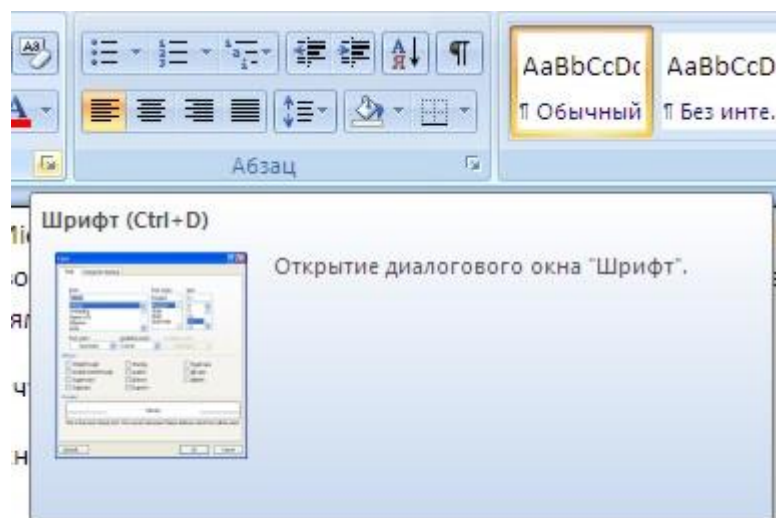 AaBbCcDc AaBbCcD
¶ Обычный ¶ Без инте.
Абзац
Шрифт (Ctrl+D)
Открытие диалогового окна "Шрифт".